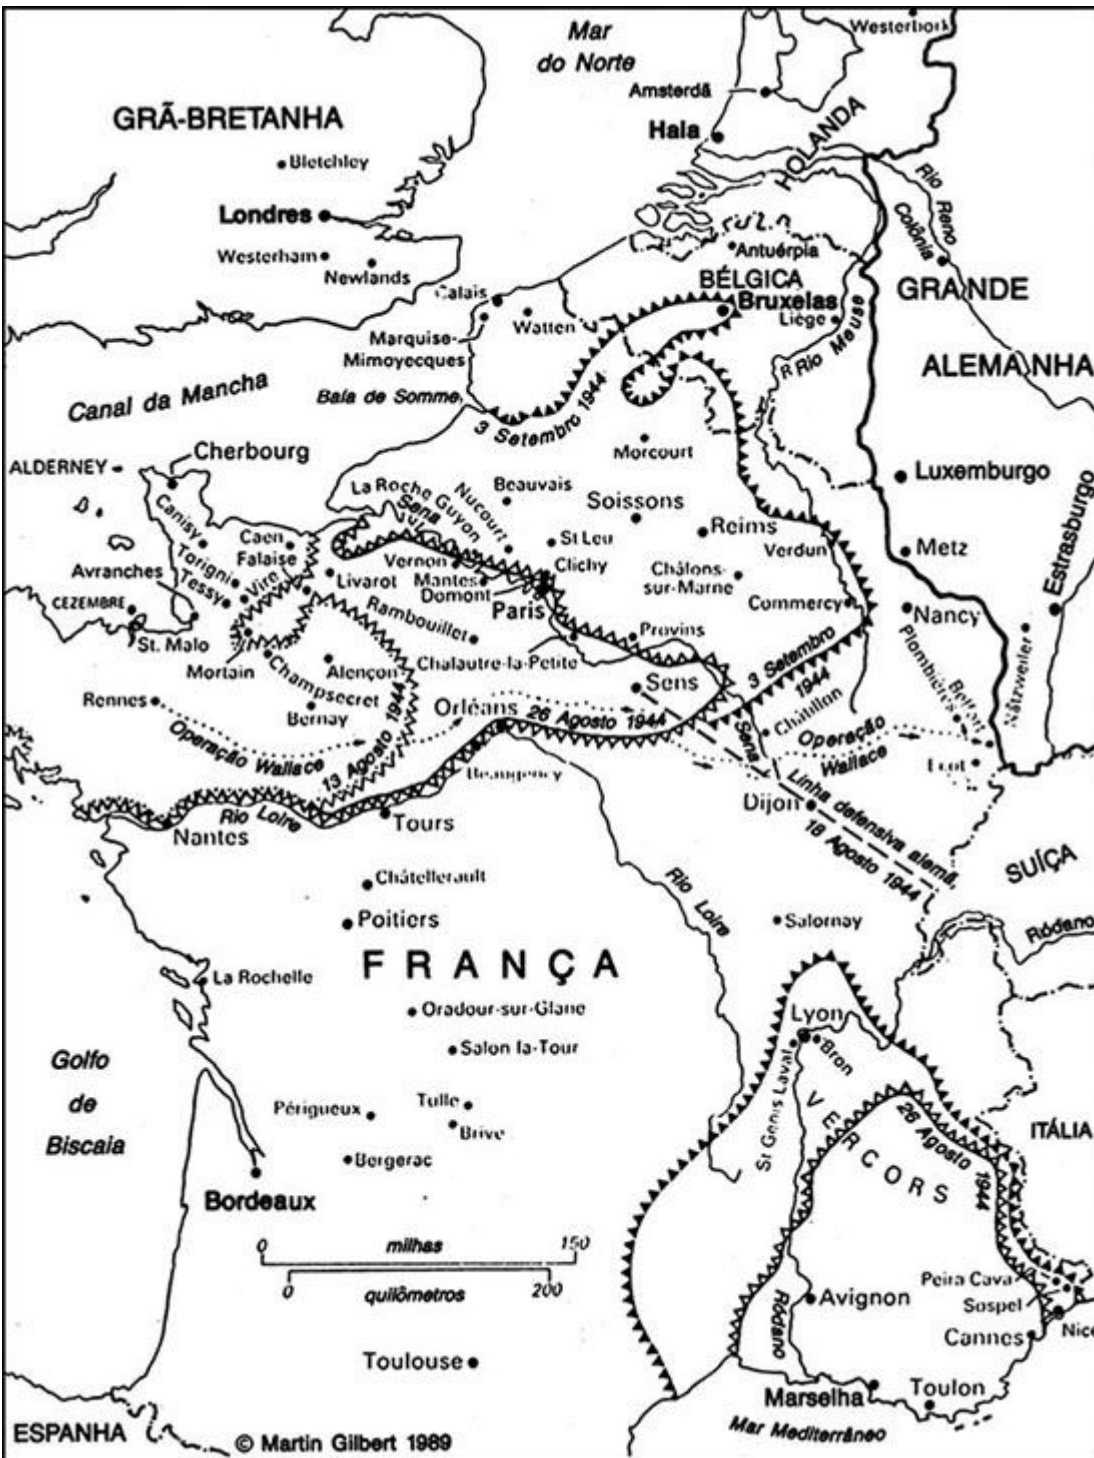 Westerbork
Mar
do Norte
Amsterdã
GRÃ-BRETANHA
Haia
HOLANDA
Bletchley
Rio Reno
Londres
Colônia
Westerham
Newlands
Antuérpia
BÉLGICA
GRANDE
ALEMANHA
Calais
Bruxelas
Watten
Liège
Marquise-
Mimoyecques
R Rio Meuse
Canal da Mancha
Baía de Somme
3 Setembro 1944
Morcourt
ALDERNEY
Cherbourg
Luxemburgo
La Roche Guyon
Sena
Nucourt
Beauvais
Soissons
Estrasburgo
Canisy
Caen
St Leu
Reims
Torigni
Falaise
Vernon
Clichy
Verdun
Metz
Avranches
Tessy
Vire
Livarot
Mantes
Domont
Châlons-
sur-Marne
CEZEMBRE
Rambouillet
Paris
Commercy
Nancy
St. Malo
Provins
Plombières
Natzweiler
Mortain
Champsecret
Alençon
Chalautre-la-Petite
3 Setembro
1944
Belfort
Rennes
Bernay
Orléans
26 Agosto 1944
Sens
Sena
Châtillon
Operação Wallace
13 Agosto 1944
Operação
Wallace
Beaugency
Ecot
Rio Loire
Dijon
Linha defensiva alemã,
18 Agosto 1944
Nantes
Tours
SUÍÇA
Châtellerault
Rio Loire
Poitiers
Salornay
Ródano
FRANÇA
La Rochelle
Oradour-sur-Glane
Lyon
Salon la-Tour
Bron
Golfo
de
Biscaia
St Genis Laval
Périgueux
Tulle
VERCORS
26 Agosto 1944
ITÁLIA
Brive
Bergerac
Bordeaux
0 milhas 150
Peira Cava
0 quilômetros 200
Avignon
Sospel
Ródano
Cannes
Nice
Toulouse
Marselha
Toulon
ESPANHA
Mar Mediterrâneo
© Martin Gilbert 1989